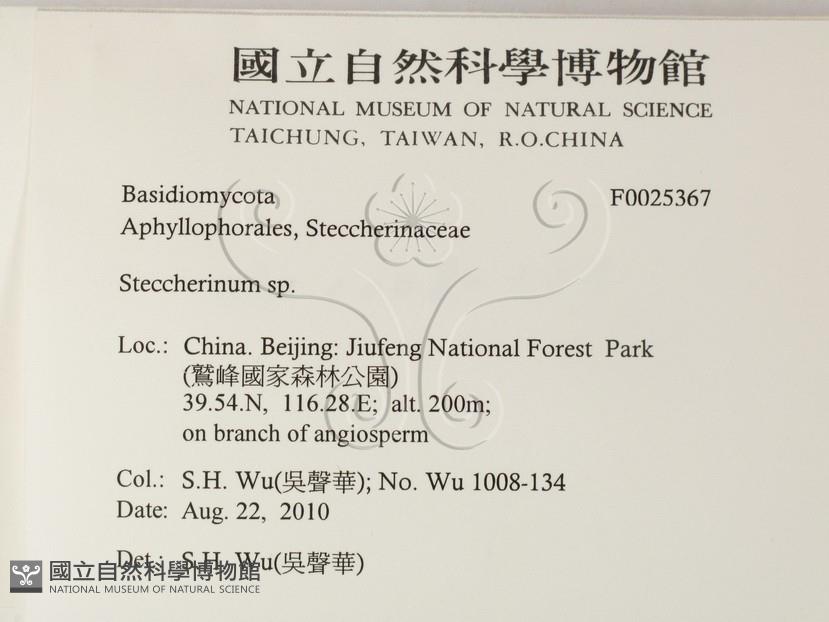 國立自然科學博物館
NATIONAL MUSEUM OF NATURAL SCIENCE
TAICHUNG, TAIWAN, R.O.CHINA
Basidiomycota F0025367
Aphyllophorales, Steccherinaceae
Steccherinum sp.
Loc.: China. Beijing: Jiufeng National Forest Park
(鷲峰國家森林公園)
39.54.N, 116.28.E; alt. 200m;
on branch of angiosperm
Col.: S.H. Wu(吳聲華); No. Wu 1008-134
Date: Aug. 22, 2010
Det.: S.H. Wu(吳聲華)
國立自然科學博物館
NATIONAL MUSEUM OF NATURAL SCIENCE